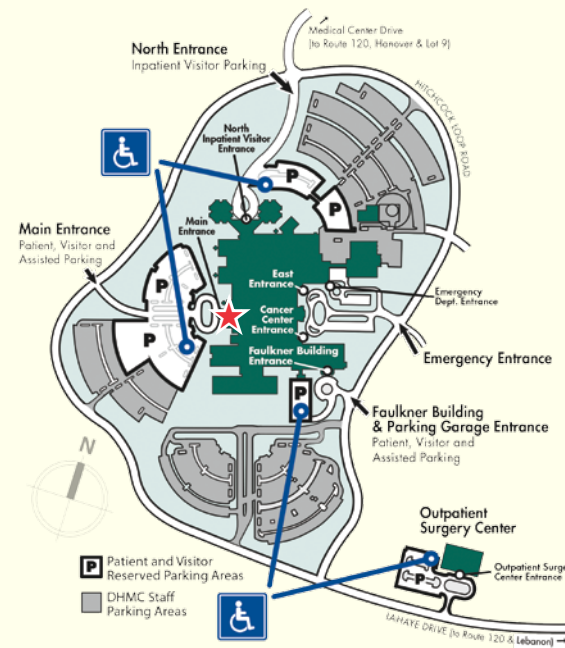 Medical Center Drive
(to Route 120, Hanover & Lot 9)
North Entrance
Inpatient Visitor Parking
HITCHCOCK LOOP ROAD
North
Inpatient Visitor
Entrance
P
P
Main
Entrance
Main Entrance
Patient, Visitor and
Assisted Parking
P
P
East
Entrance
Emergency
Dept. Entrance
Cancer
Center
Entrance
Emergency Entrance
Faulkner Building
Entrance
P
Faulkner Building
& Parking Garage Entrance
Patient, Visitor and
Assisted Parking
N
Outpatient
Surgery Center
P
Outpatient Surge
Center Entrance
P Patient and Visitor
Reserved Parking Areas
DHMC Staff
Parking Areas
LAHAYE DRIVE (to Route 120 & Lebanon)